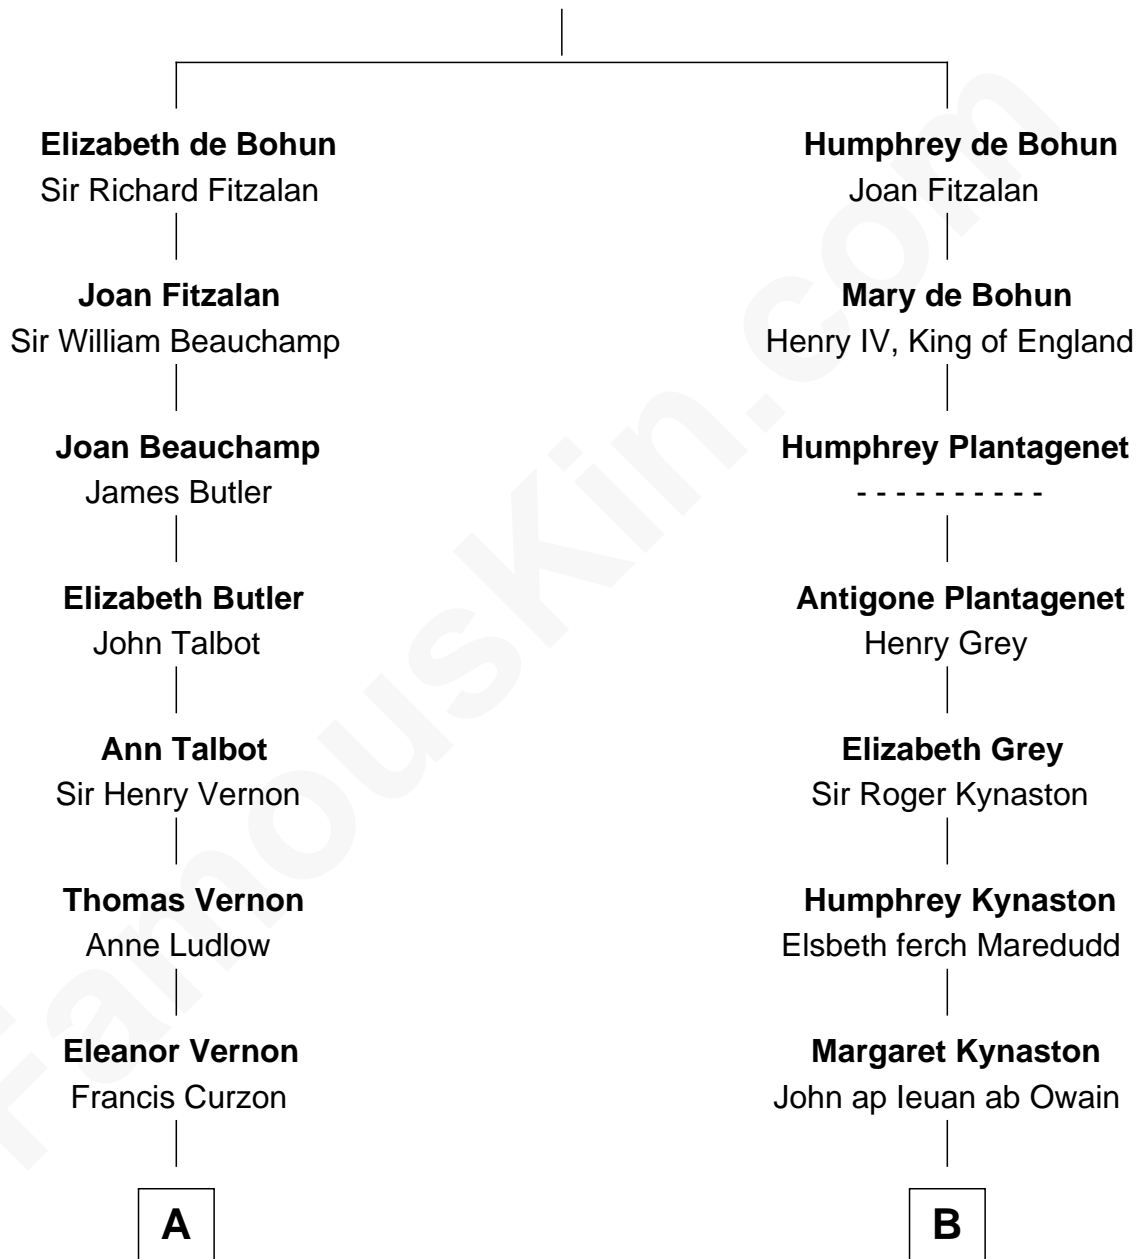 Elizabeth de Bohun
Sir Richard Fitzalan
Joan Fitzalan
Sir William Beauchamp
Joan Beauchamp
James Butler
Elizabeth Butler
John Talbot
Ann Talbot
Sir Henry Vernon
Thomas Vernon
Anne Ludlow
Eleanor Vernon
Francis Curzon
A
Humphrey de Bohun
Joan Fitzalan
Mary de Bohun
Henry IV, King of England
Humphrey Plantagenet
- - - - - - - - - -
Antigone Plantagenet
Henry Grey
Elizabeth Grey
Sir Roger Kynaston
Humphrey Kynaston
Elsbeth ferch Maredudd
Margaret Kynaston
John ap Ieuan ab Owain
B
FamousKin.com